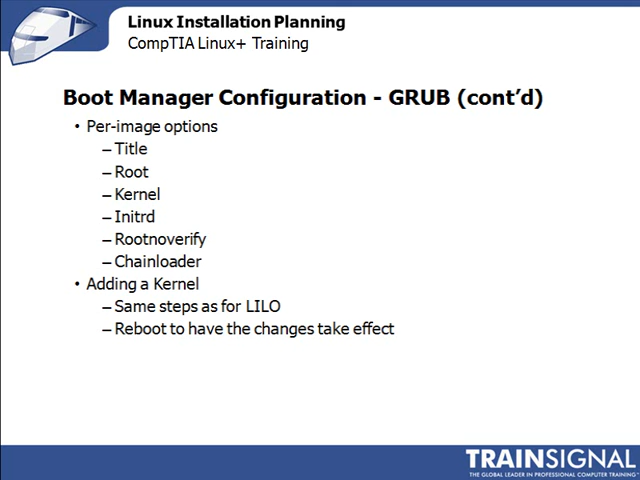 Linux Installation Planning
CompTIA Linux+ Training
Boot Manager Configuration - GRUB (cont’d)
• Per-image options
– Title
– Root
– Kernel
– Initrd
– Rootnoverify
– Chainloader
• Adding a Kernel
– Same steps as for LILO
– Reboot to have the changes take effect
TRAINSIGNAL
THE GLOBAL LEADER IN PROFESSIONAL COMPUTER TRAINING